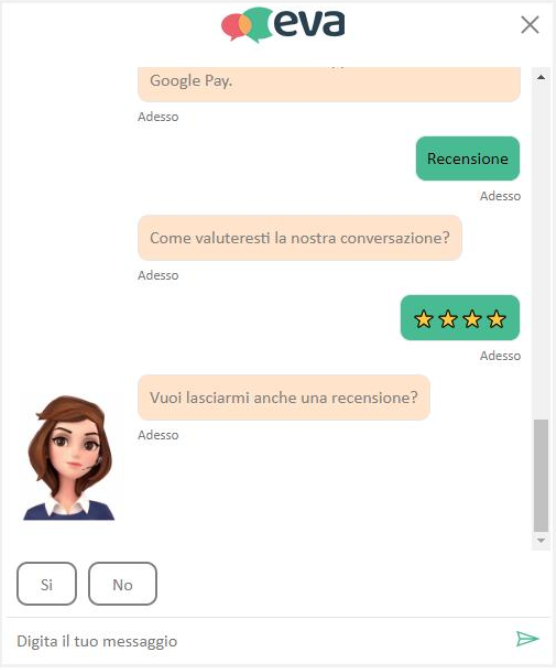 eva
Google Pay.
Adesso
Recensione
Adesso
Come valuteresti la nostra conversazione?
Adesso
Adesso
Vuoi lasciarmi anche una recensione?
Adesso
Si
No
Digita il tuo messaggio